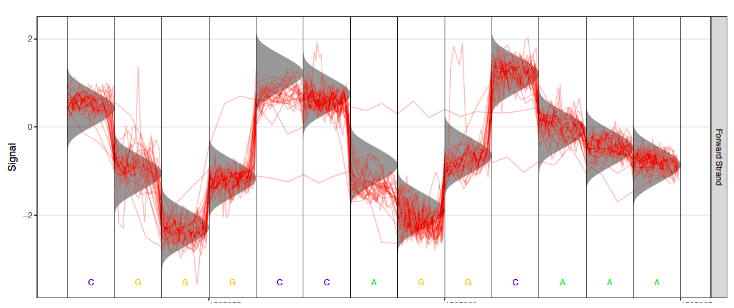 2
0
-2
Signal
Forward Strand
C G G G C C A G G C A A A